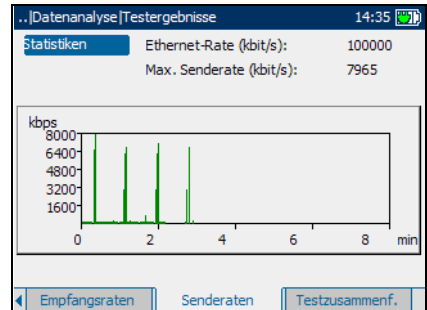 ..|Datenanalyse|Testergebnisse 14:35
Statistiken Ethernet-Rate (kbit/s): 100000
Max. Senderate (kbit/s): 7965
kbps
8000
6400
4800
3200
1600
0 2 4 6 8 min
Empfangsraten Senderaten Testzusammenf.